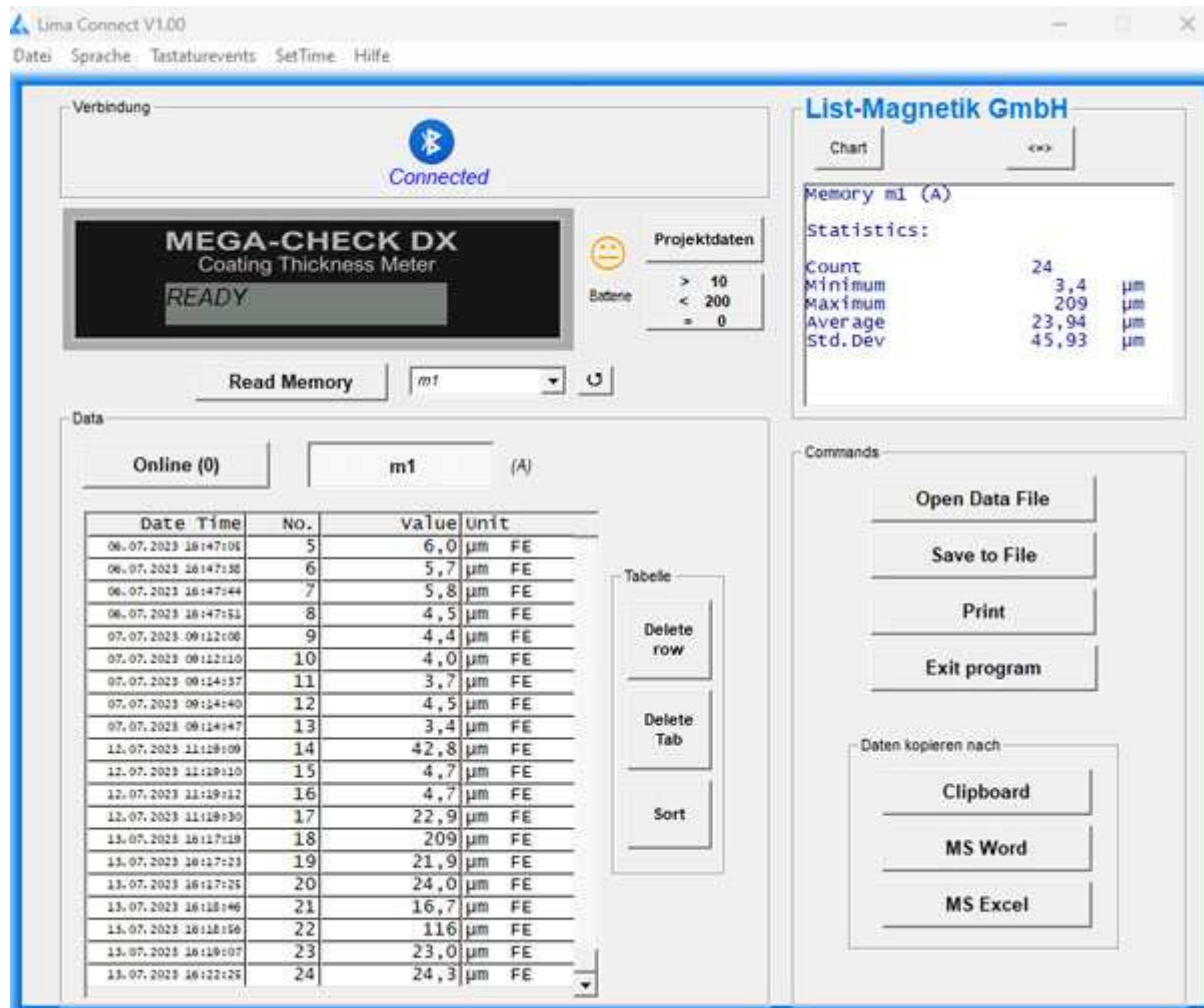 Lima Connect V1.00
Datei Sprache Tastaturevents SetTime Hilfe
Verbindung
Connected
MEGA-CHECK DX
Coating Thickness Meter
READY
Batterie
Projektdaten
> 10
< 200
= 0
Read Memory
m1
List-Magnetik GmbH
Chart
<=>
Memory m1 (A)
Statistics:
Count 24
Minimum 3,4 µm
Maximum 209 µm
Average 23,94 µm
Std.Dev 45,93 µm
Data
Online (0)
m1
(A)
Date Time No. Value Unit
06.07.2023 16:47:05 5 6,0 µm FE
06.07.2023 16:47:38 6 5,7 µm FE
06.07.2023 16:47:44 7 5,8 µm FE
06.07.2023 16:47:51 8 4,5 µm FE
07.07.2023 09:12:08 9 4,4 µm FE
07.07.2023 09:12:10 10 4,0 µm FE
07.07.2023 09:14:37 11 3,7 µm FE
07.07.2023 09:14:40 12 4,5 µm FE
07.07.2023 09:14:47 13 3,4 µm FE
12.07.2023 11:19:09 14 42,8 µm FE
12.07.2023 11:19:10 15 4,7 µm FE
12.07.2023 11:19:12 16 4,7 µm FE
12.07.2023 11:19:30 17 22,9 µm FE
13.07.2023 16:17:19 18 209 µm FE
13.07.2023 16:17:23 19 21,9 µm FE
13.07.2023 16:17:25 20 24,0 µm FE
13.07.2023 16:18:46 21 16,7 µm FE
13.07.2023 16:18:56 22 116 µm FE
13.07.2023 16:19:07 23 23,0 µm FE
13.07.2023 16:22:25 24 24,3 µm FE
Tabelle
Delete
row
Delete
Tab
Sort
Commands
Open Data File
Save to File
Print
Exit program
Daten kopieren nach
Clipboard
MS Word
MS Excel